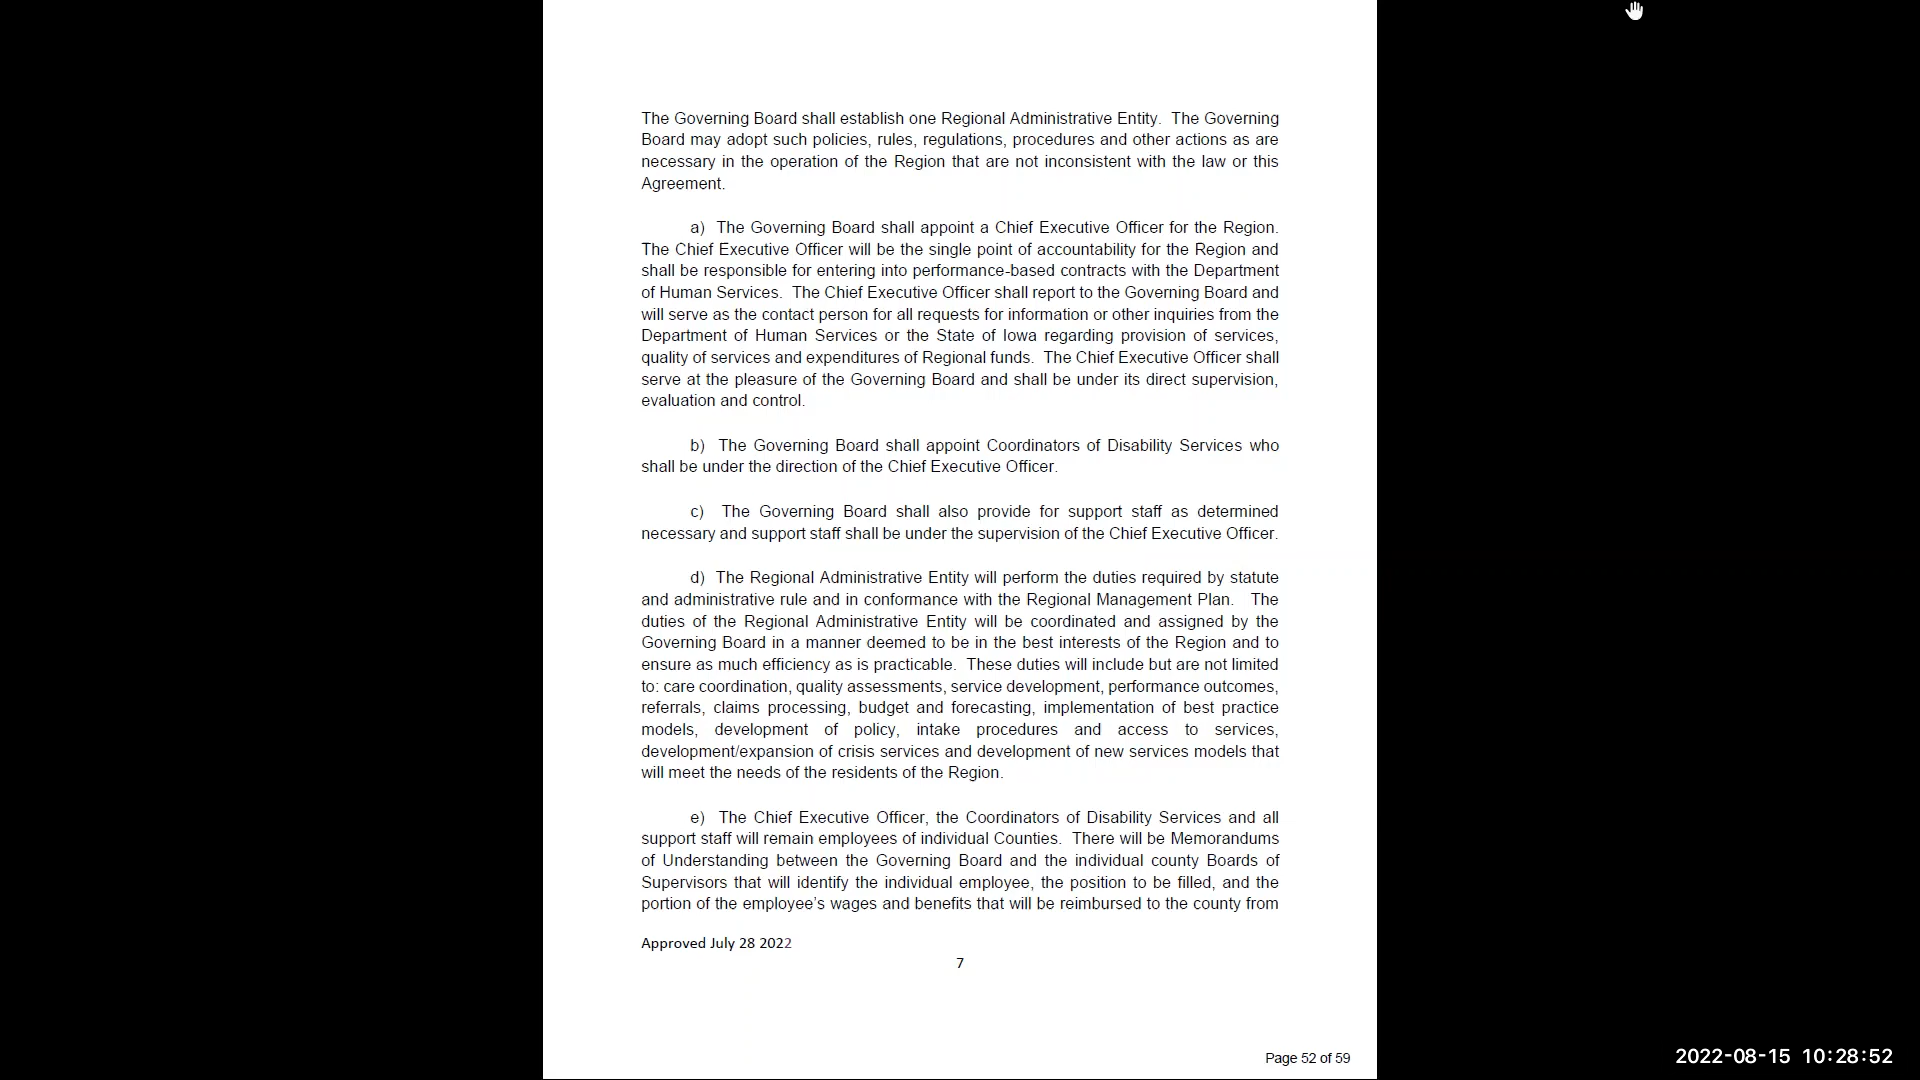 The Governing Board shall establish one Regional Administrative Entity. The Governing
Board may adopt such policies, rules, regulations, procedures and other actions as are
necessary in the operation of the Region that are not inconsistent with the law or this
Agreement.
a) The Governing Board shall appoint a Chief Executive Officer for the Region.
The Chief Executive Officer will be the single point of accountability for the Region and
shall be responsible for entering into performance-based contracts with the Department
of Human Services. The Chief Executive Officer shall report to the Governing Board and
will serve as the contact person for all requests for information or other inquiries from the
Department of Human Services or the State of Iowa regarding provision of services,
quality of services and expenditures of Regional funds. The Chief Executive Officer shall
serve at the pleasure of the Governing Board and shall be under its direct supervision,
evaluation and control.
b) The Governing Board shall appoint Coordinators of Disability Services who
shall be under the direction of the Chief Executive Officer.
c) The Governing Board shall also provide for support staff as determined
necessary and support staff shall be under the supervision of the Chief Executive Officer.
d) The Regional Administrative Entity will perform the duties required by statute
and administrative rule and in conformance with the Regional Management Plan. The
duties of the Regional Administrative Entity will be coordinated and assigned by the
Governing Board in a manner deemed to be in the best interests of the Region and to
ensure as much efficiency as is practicable. These duties will include but are not limited
to: care coordination, quality assessments, service development, performance outcomes,
referrals, claims processing, budget and forecasting, implementation of best practice
models, development of policy, intake procedures and access to services,
development/expansion of crisis services and development of new services models that
will meet the needs of the residents of the Region.
e) The Chief Executive Officer, the Coordinators of Disability Services and all
support staff will remain employees of individual Counties. There will be Memorandums
of Understanding between the Governing Board and the individual county Boards of
Supervisors that will identify the individual employee, the position to be filled, and the
portion of the employee's wages and benefits that will be reimbursed to the county from
Approved July 28 2022
7
Page 52 of 59
2022-08-15 10:28:52